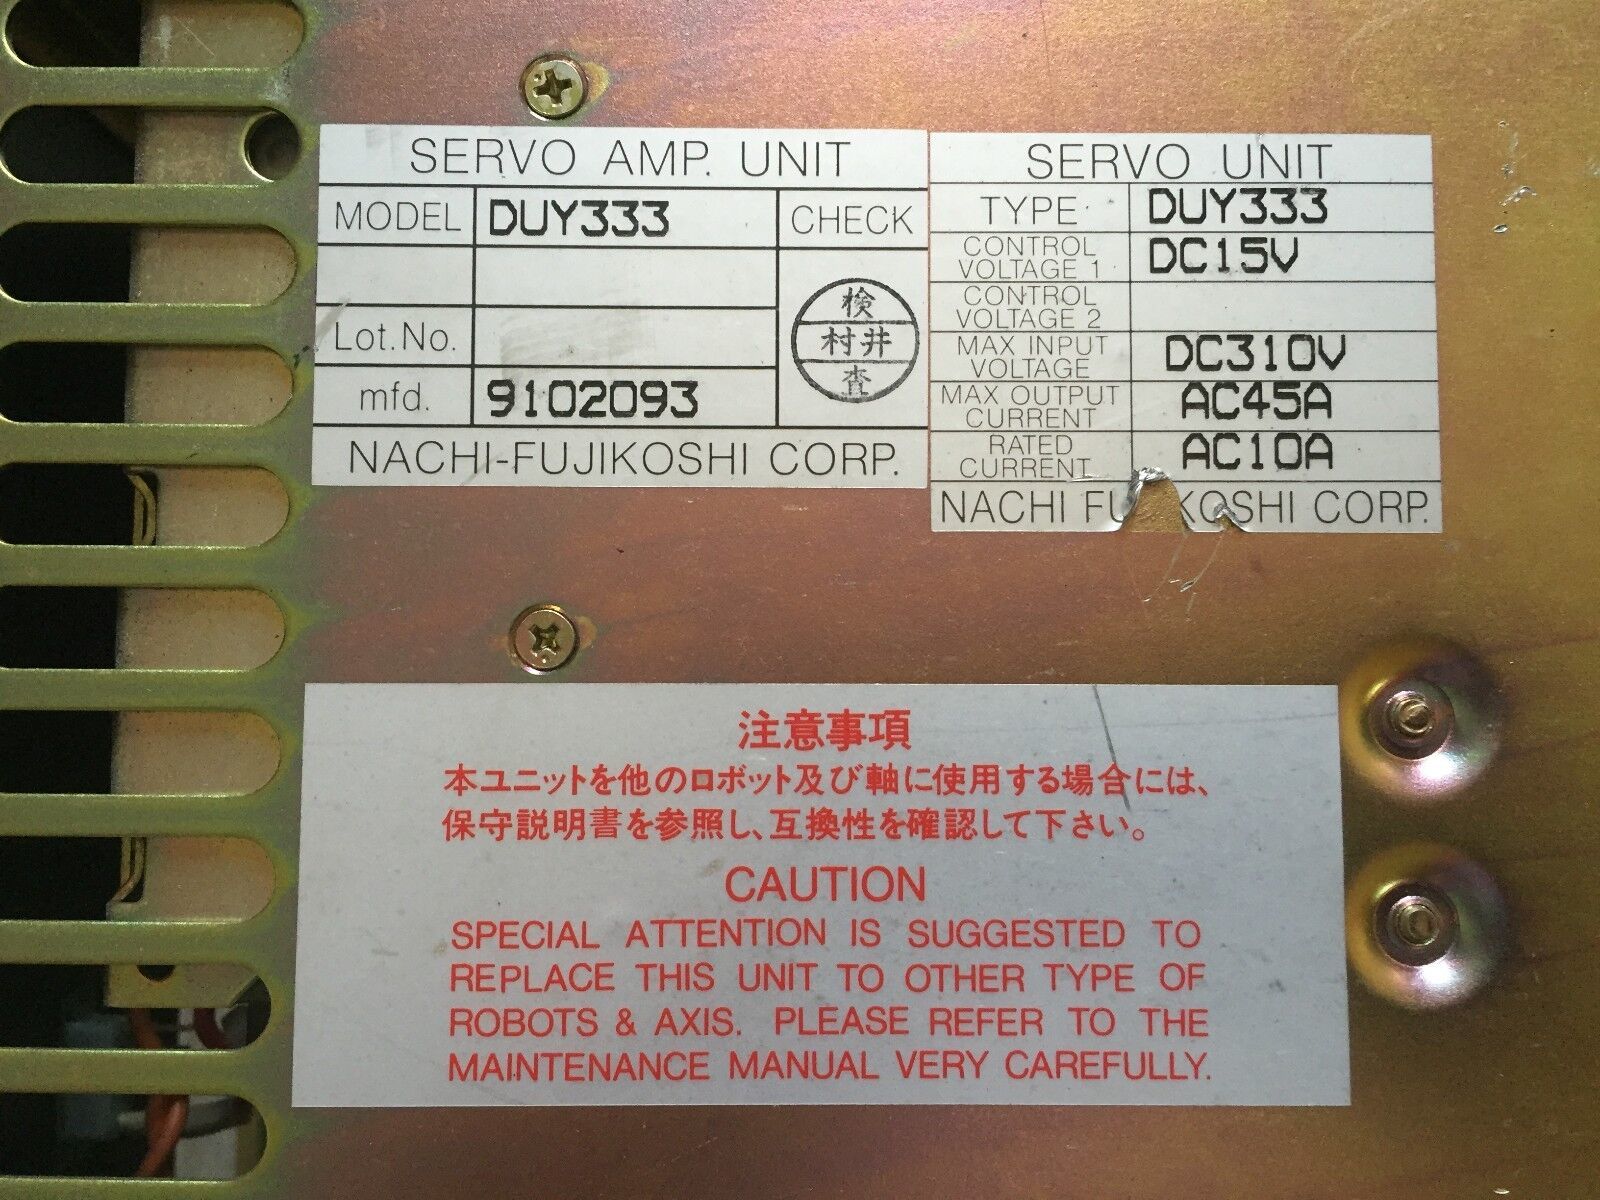 SERVO AMP. UNIT
MODEL DUY333 CHECK
Lot.No.
mfd. 9102093
検
村井
査
NACHI-FUJIKOSHI CORP.
SERVO UNIT
TYPE DUY333
CONTROL VOLTAGE 1 DC15V
CONTROL VOLTAGE 2
MAX INPUT VOLTAGE DC310V
MAX OUTPUT CURRENT AC45A
RATED CURRENT AC10A
NACHI FU KOSHI CORP.
注意事項
本ユニットを他のロボット及び軸に使用する場合には、
保守説明書を参照し、互換性を確認して下さい。
CAUTION
SPECIAL ATTENTION IS SUGGESTED TO
REPLACE THIS UNIT TO OTHER TYPE OF
ROBOTS & AXIS. PLEASE REFER TO THE
MAINTENANCE MANUAL VERY CAREFULLY.